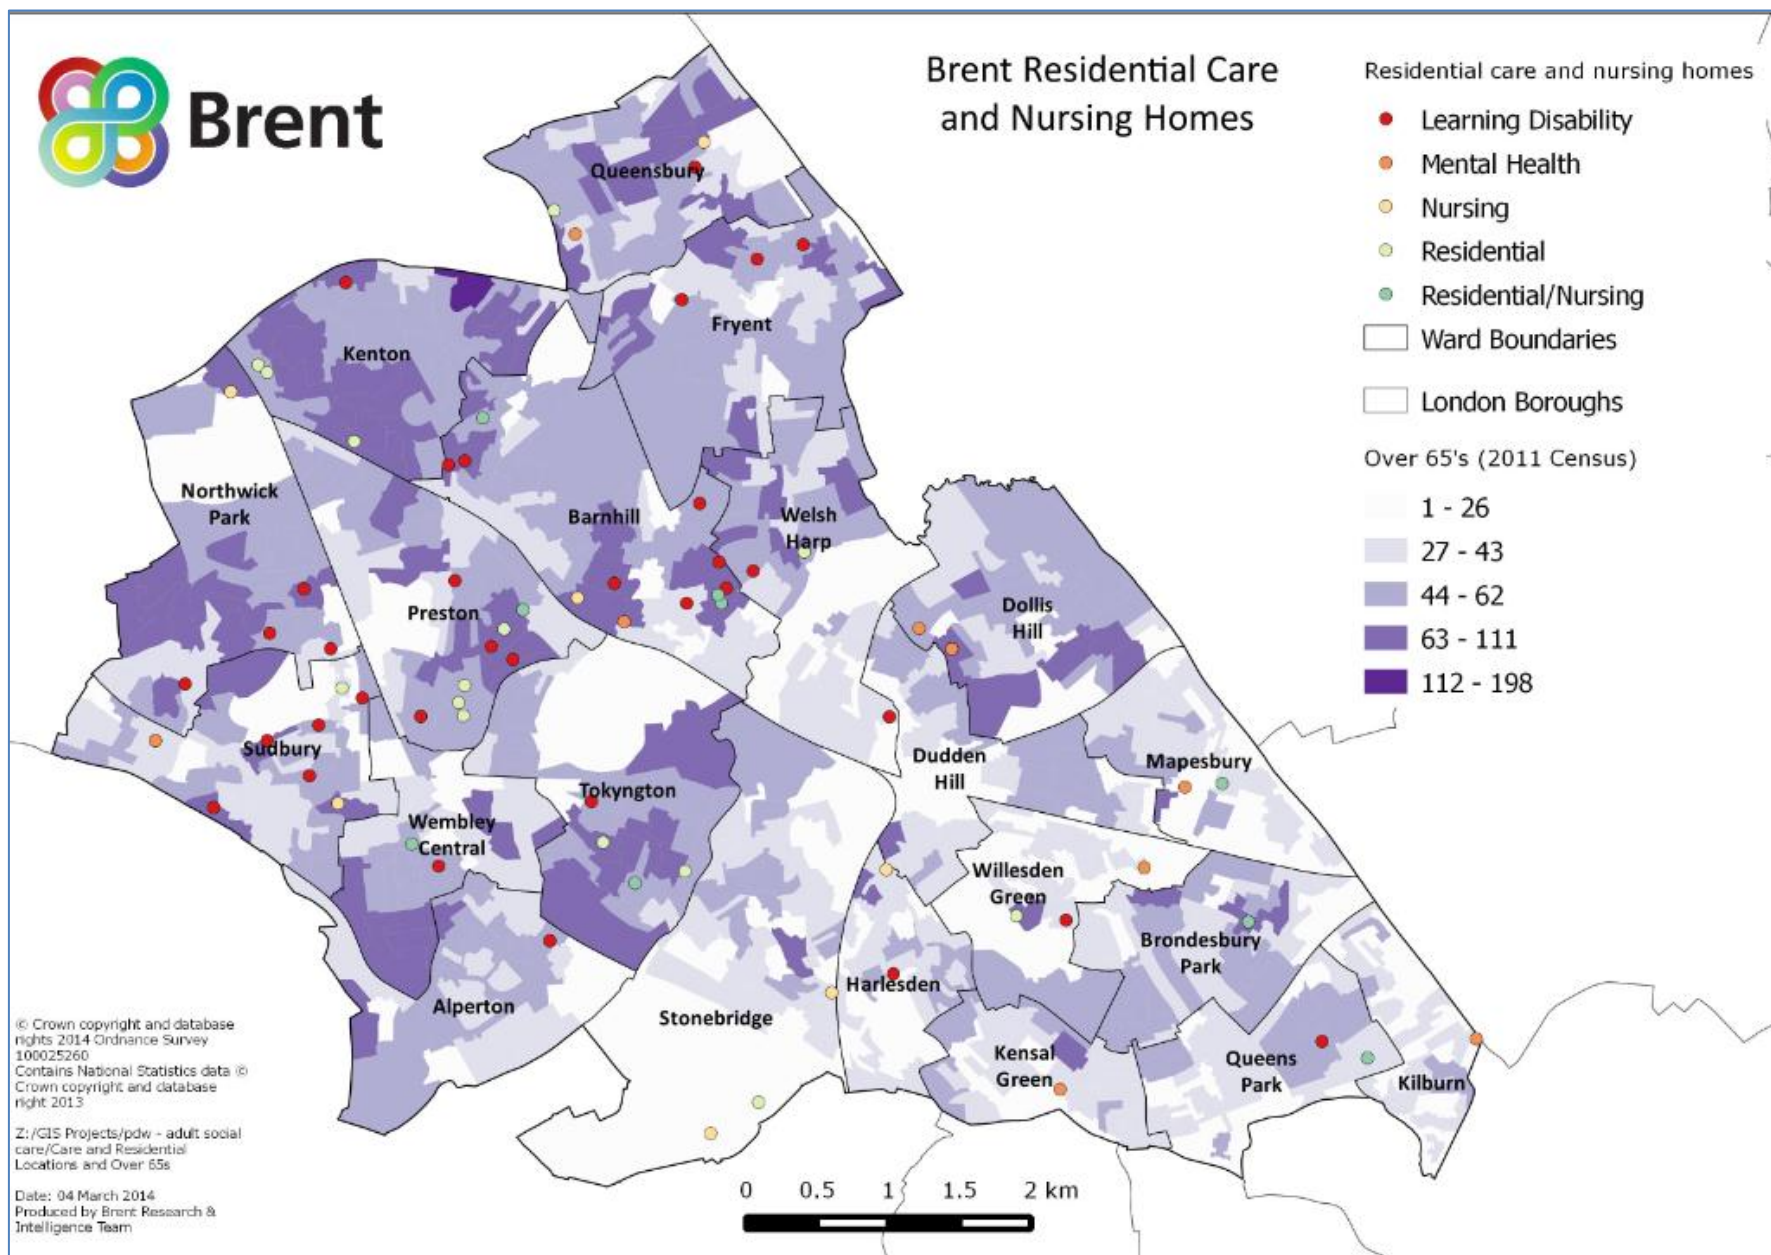 Brent
Brent Residential Care
and Nursing Homes
Residential care and nursing homes
Learning Disability
Mental Health
Nursing
Residential
Residential/Nursing
Ward Boundaries
London Boroughs
Over 65's (2011 Census)
1 - 26
27 - 43
44 - 62
63 - 111
112 - 198
Queensbury
Fryent
Kenton
Northwick
Park
Barnhill
Welsh
Harp
Preston
Dollis
Hill
Sudbury
Tokyngton
Dudden
Hill
Mapesbury
Wembley
Central
Willesden
Green
Brondesbury
Park
Harlesden
Alperton
Stonebridge
Kensal
Green
Queens
Park
Kilburn
© Crown copyright and database
rights 2014 Ordnance Survey
100025260
Contains National Statistics data ©
Crown copyright and database
right 2013
Z:/GIS Projects/pdw - adult social
care/Care and Residential
Locations and Over 65s
Date: 04 March 2014
Produced by Brent Research &
Intelligence Team
0 0.5 1 1.5 2 km